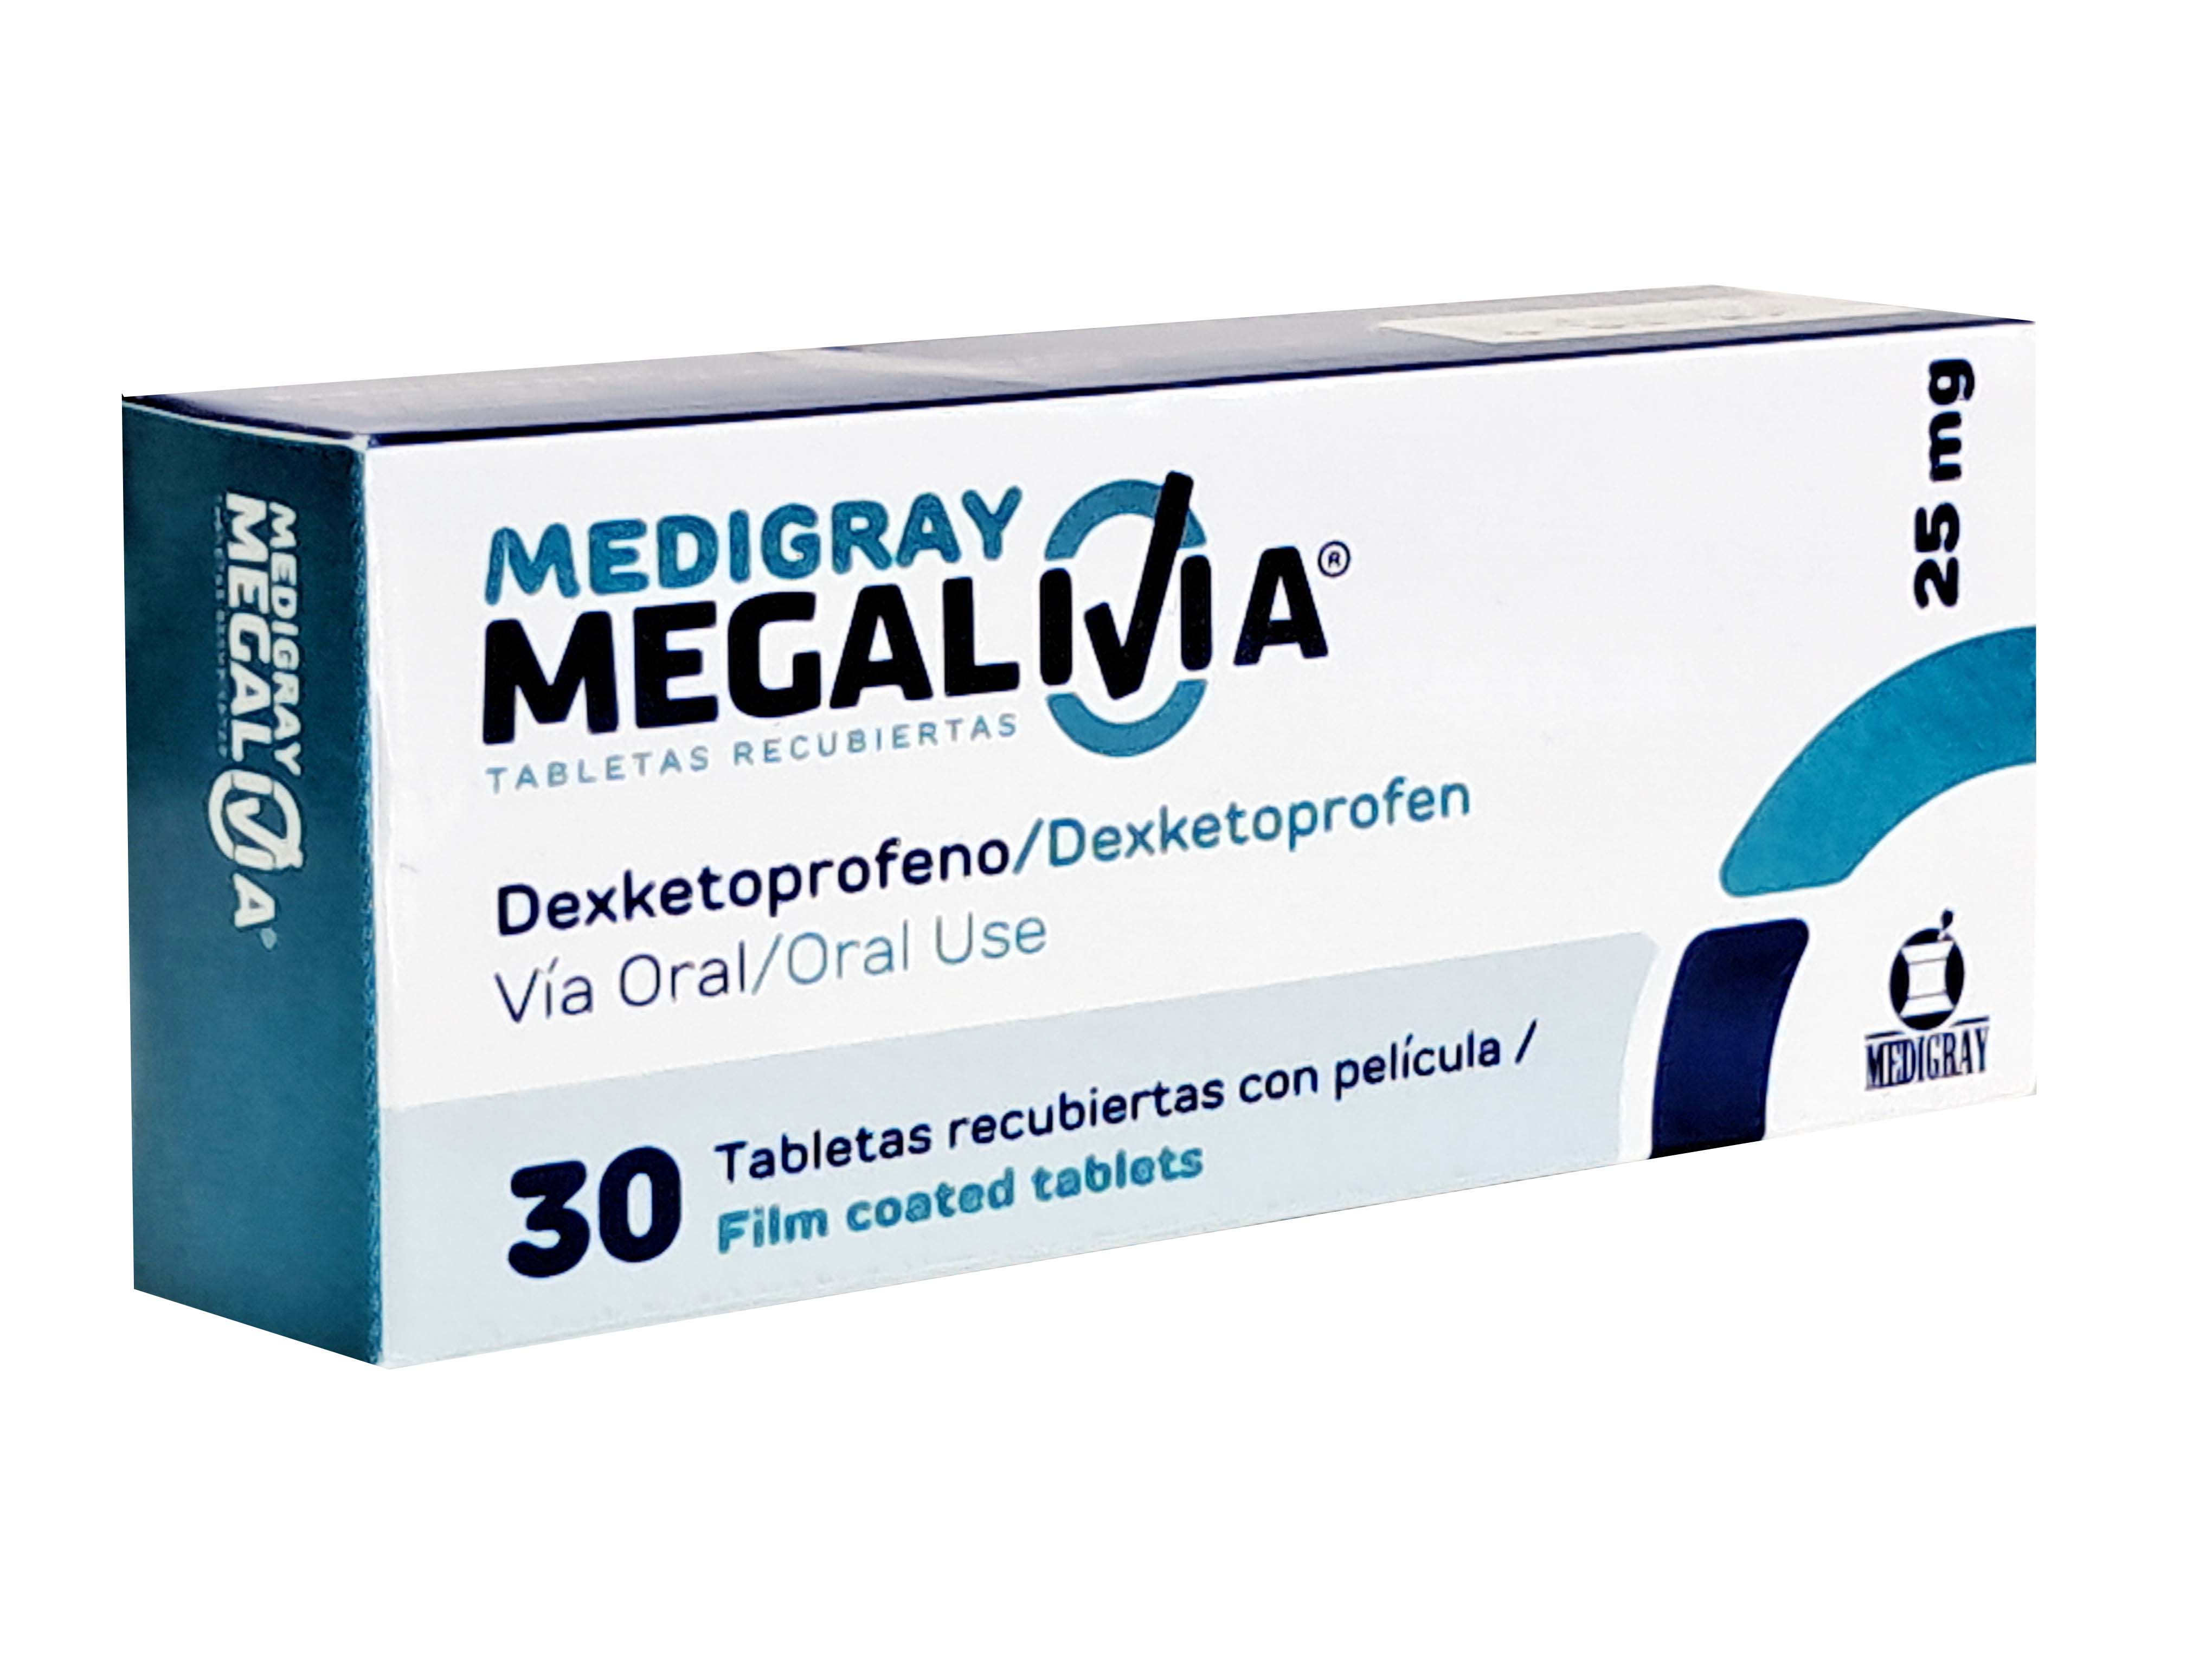 MEDIGRAY
MEGALIVIA®
TABLETAS RECUBIERTAS
Dexketoprofeno/Dexketoprofen
Vía Oral/Oral Use
30 Tabletas recubiertas con película /
Film coated tablets
25 mg
MEDIGRAY
MEDIGRAY
MEGALIVIA